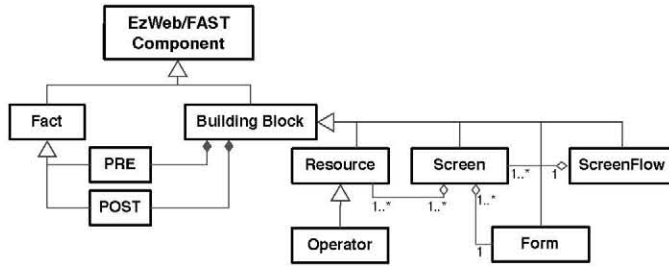 EzWeb/FAST
Component
Fact
Building Block
PRE
POST
Resource
Screen
ScreenFlow
1..*
1
1..*
1..*
1..*
1
Operator
Form